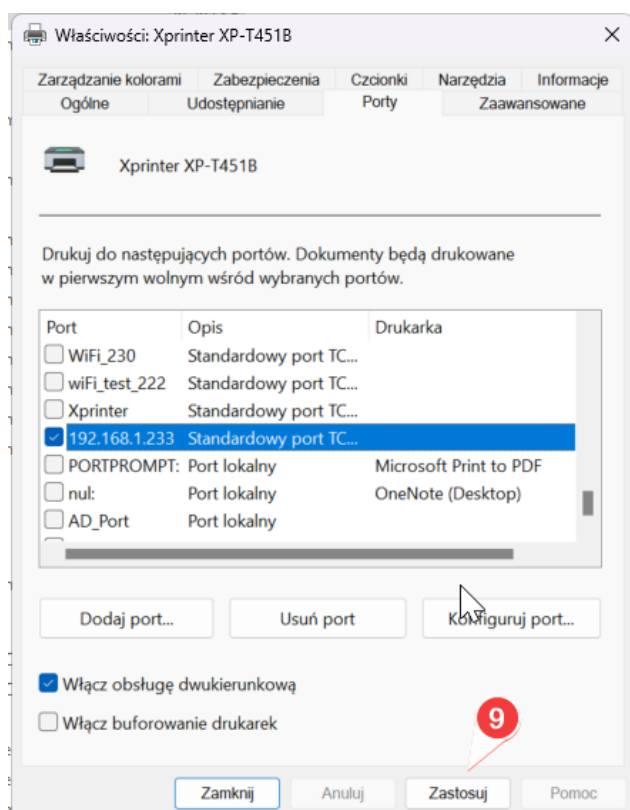 Właściwości: Xprinter XP-T451B
Zarządzanie kolorami Zabezpieczenia Czcionki Narzędzia Informacje
Ogólne Udostępnianie Porty Zaawansowane
Xprinter XP-T451B
Drukuj do następujących portów. Dokumenty będą drukowane
w pierwszym wolnym wśród wybranych portów.
Port Opis Drukarka
WiFi_230 Standardowy port TC...
wiFi_test_222 Standardowy port TC...
Xprinter Standardowy port TC...
192.168.1.233 Standardowy port TC...
PORTPROMPT: Port lokalny Microsoft Print to PDF
nul: Port lokalny OneNote (Desktop)
AD_Port Port lokalny
Dodaj port... Usuń port Konfiguruj port...
Włącz obsługę dwukierunkową
Włącz buforowanie drukarek
9
Zamknij Anuluj Zastosuj Pomoc